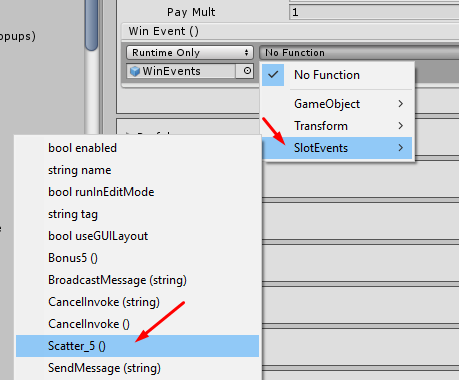 Pay Mult 1
opups)
Win Event ()
Runtime Only No Function
WinEvents
No Function
GameObject
Transform
SlotEvents
bool enabled
string name
bool runInEditMode
string tag
bool useGUILayout
Bonus5 ()
BroadcastMessage (string)
CancelInvoke (string)
CancelInvoke ()
Scatter_5 ()
SendMessage (string)